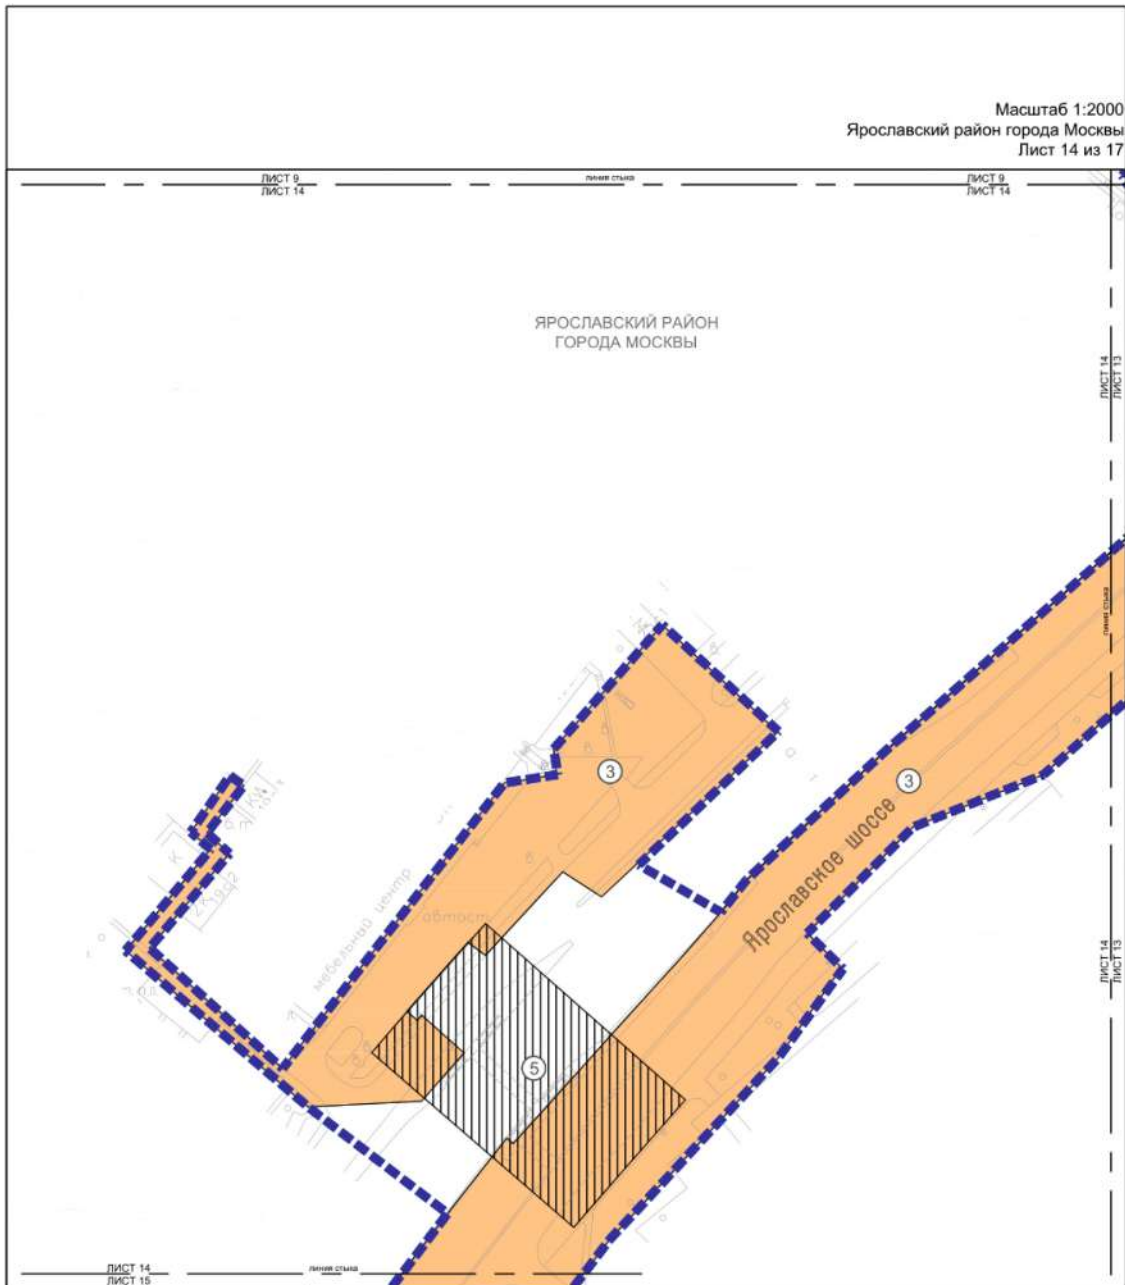 Масштаб 1:2000
Ярославский район города Москвы
Лист 14 из 17
ЛИСТ 9
ЛИСТ 14
линия стыка
ЛИСТ 9
ЛИСТ 14
ЯРОСЛАВСКИЙ РАЙОН
ГОРОДА МОСКВЫ
ЛИСТ 14
ЛИСТ 13
линия стыка
3
3
Ярославское шоссе
мебельный центр
автост
5
ЛИСТ 14
ЛИСТ 13
ЛИСТ 14
ЛИСТ 15
линия стыка